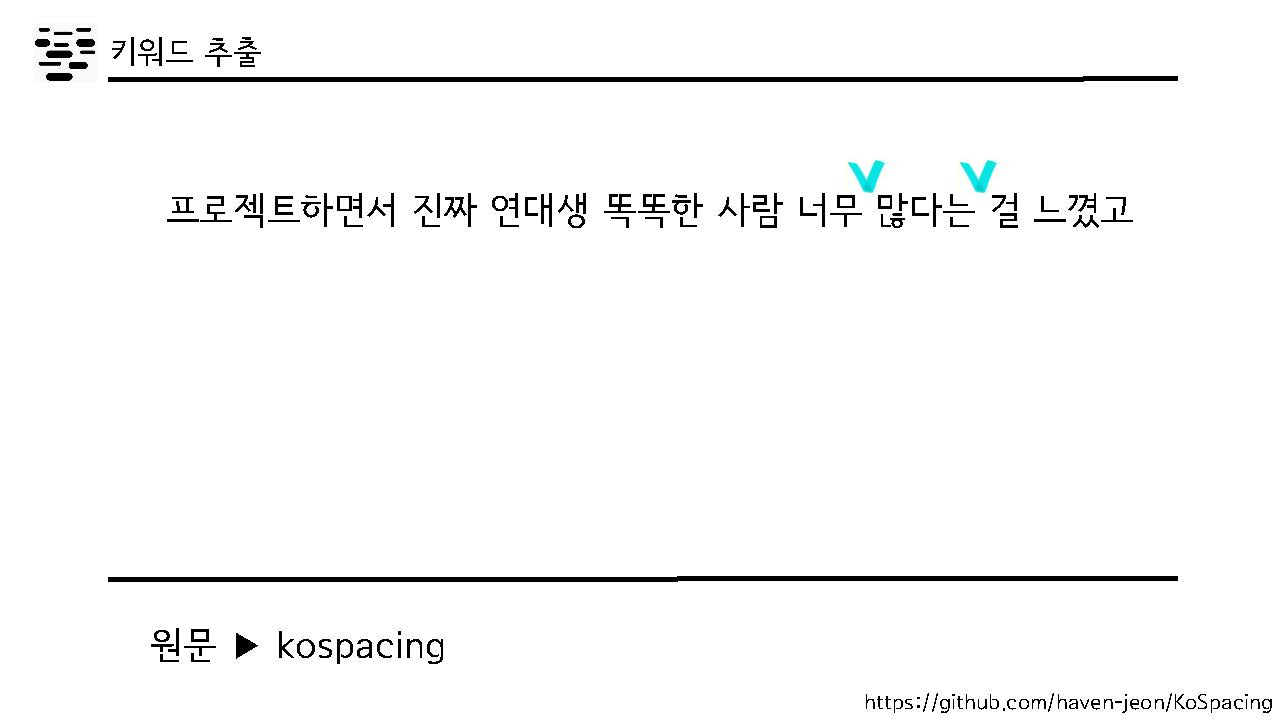 키워드 추출
프로젝트하면서 진짜 연대생 똑똑한 사람 너무 많다는 걸 느꼈고
원문 ▶ kospacing
https://github.com/haven-jeon/KoSpacing